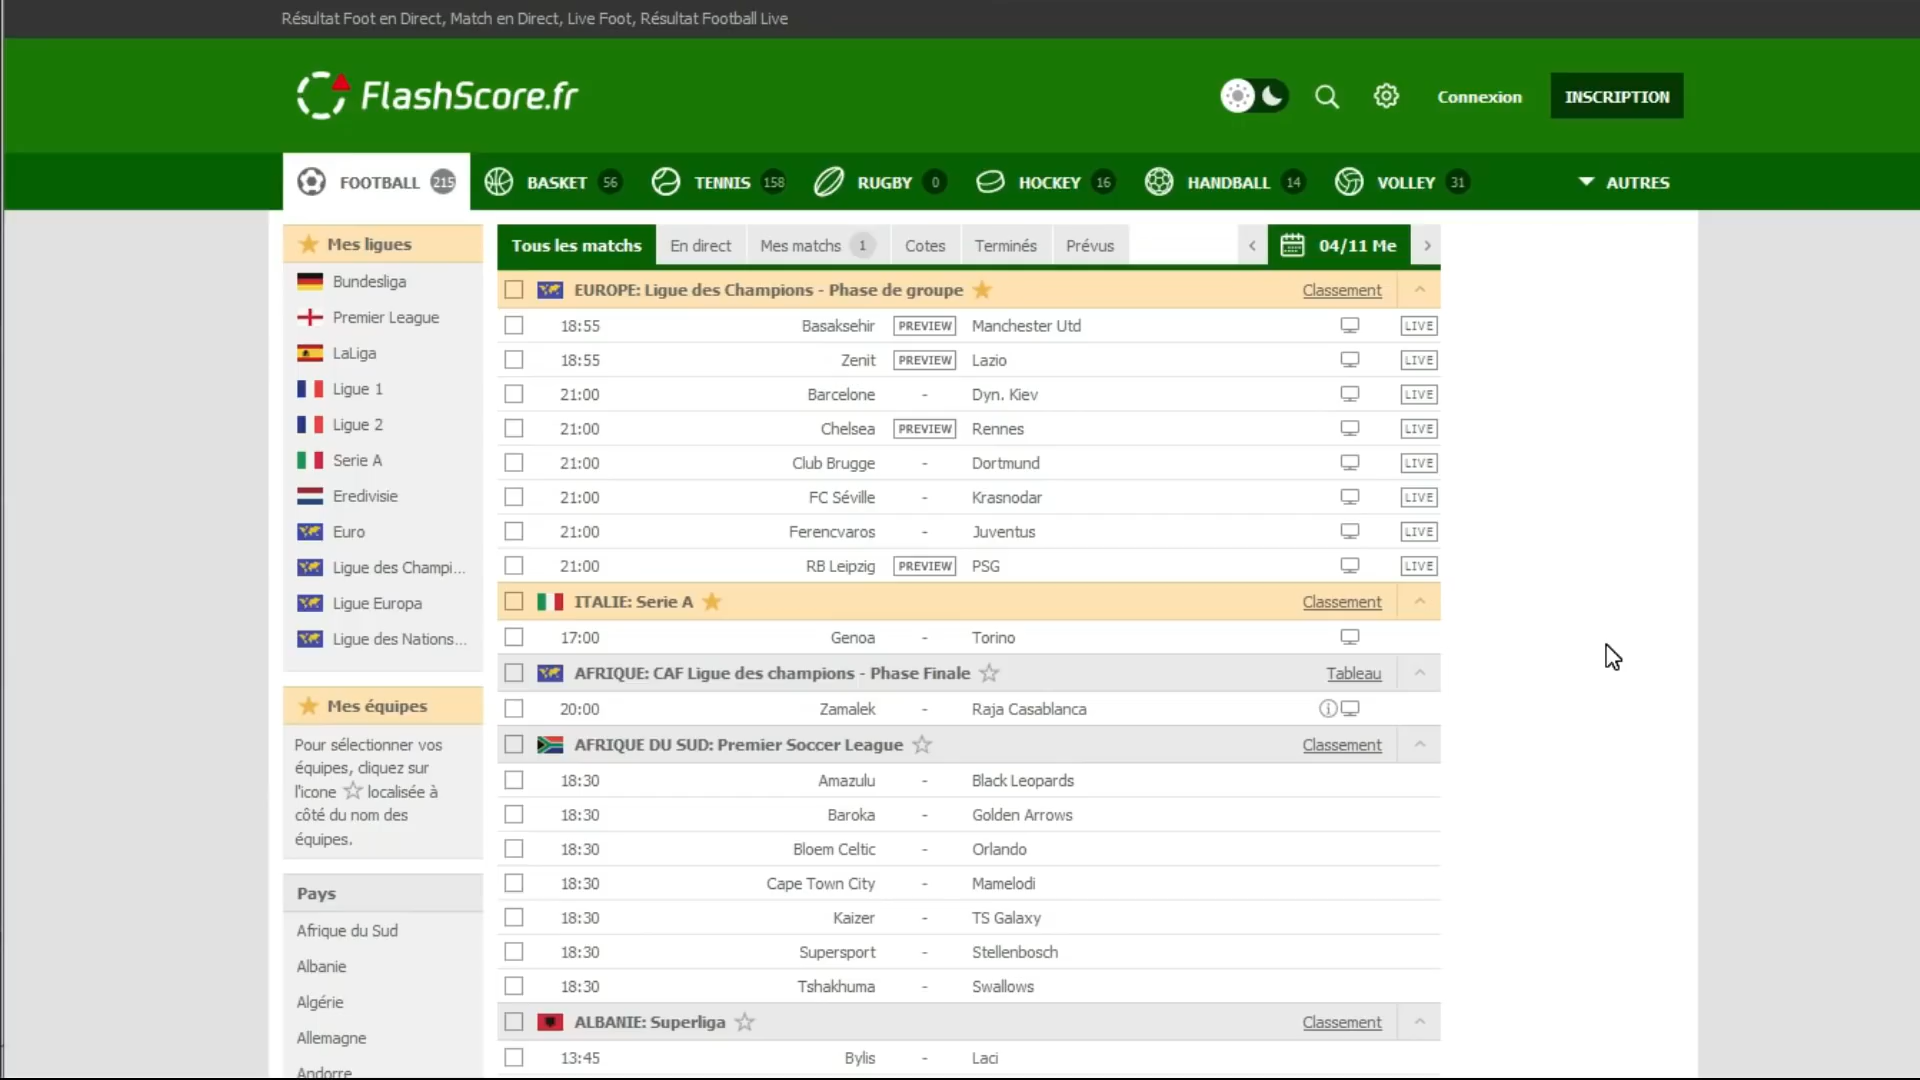 Résultat Foot en Direct, Match en Direct, Live Foot, Résultat Football Live
FlashScore.fr
Connexion
INSCRIPTION
FOOTBALL 215
BASKET 56
TENNIS 158
RUGBY 0
HOCKEY 16
HANDBALL 14
VOLLEY 31
AUTRES
Mes ligues
Bundesliga
Premier League
LaLiga
Ligue 1
Ligue 2
Serie A
Eredivisie
Euro
Ligue des Champi...
Ligue Europa
Ligue des Nations...
Mes équipes
Pour sélectionner vos
équipes, cliquez sur
l'icone localisée à
côté du nom des
équipes.
Pays
Afrique du Sud
Albanie
Algérie
Allemagne
Andorre
Tous les matchs
En direct
Mes matchs 1
Cotes
Terminés
Prévus
04/11 Me
EUROPE: Ligue des Champions - Phase de groupe Classement
18:55 Basaksehir PREVIEW Manchester Utd LIVE
18:55 Zenit PREVIEW Lazio LIVE
21:00 Barcelone - Dyn. Kiev LIVE
21:00 Chelsea PREVIEW Rennes LIVE
21:00 Club Brugge - Dortmund LIVE
21:00 FC Séville - Krasnodar LIVE
21:00 Ferencvaros - Juventus LIVE
21:00 RB Leipzig PREVIEW PSG LIVE
ITALIE: Serie A Classement
17:00 Genoa - Torino
AFRIQUE: CAF Ligue des champions - Phase Finale Tableau
20:00 Zamalek - Raja Casablanca
AFRIQUE DU SUD: Premier Soccer League Classement
18:30 Amazulu - Black Leopards
18:30 Baroka - Golden Arrows
18:30 Bloem Celtic - Orlando
18:30 Cape Town City - Mamelodi
18:30 Kaizer - TS Galaxy
18:30 Supersport - Stellenbosch
18:30 Tshakhuma - Swallows
ALBANIE: Superliga Classement
13:45 Bylis - Laci